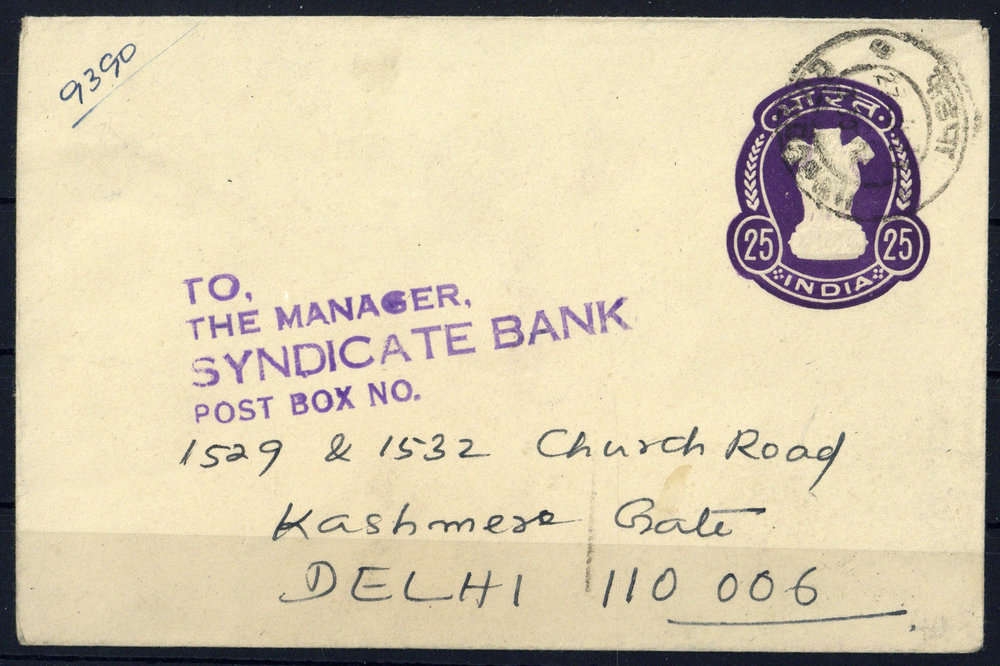 9390
भारत
25 25
INDIA
TO,
THE MANAGER,
SYNDICATE BANK
POST BOX NO.
1529 & 1532 Church Road
Kashmere Gate
DELHI 110 006